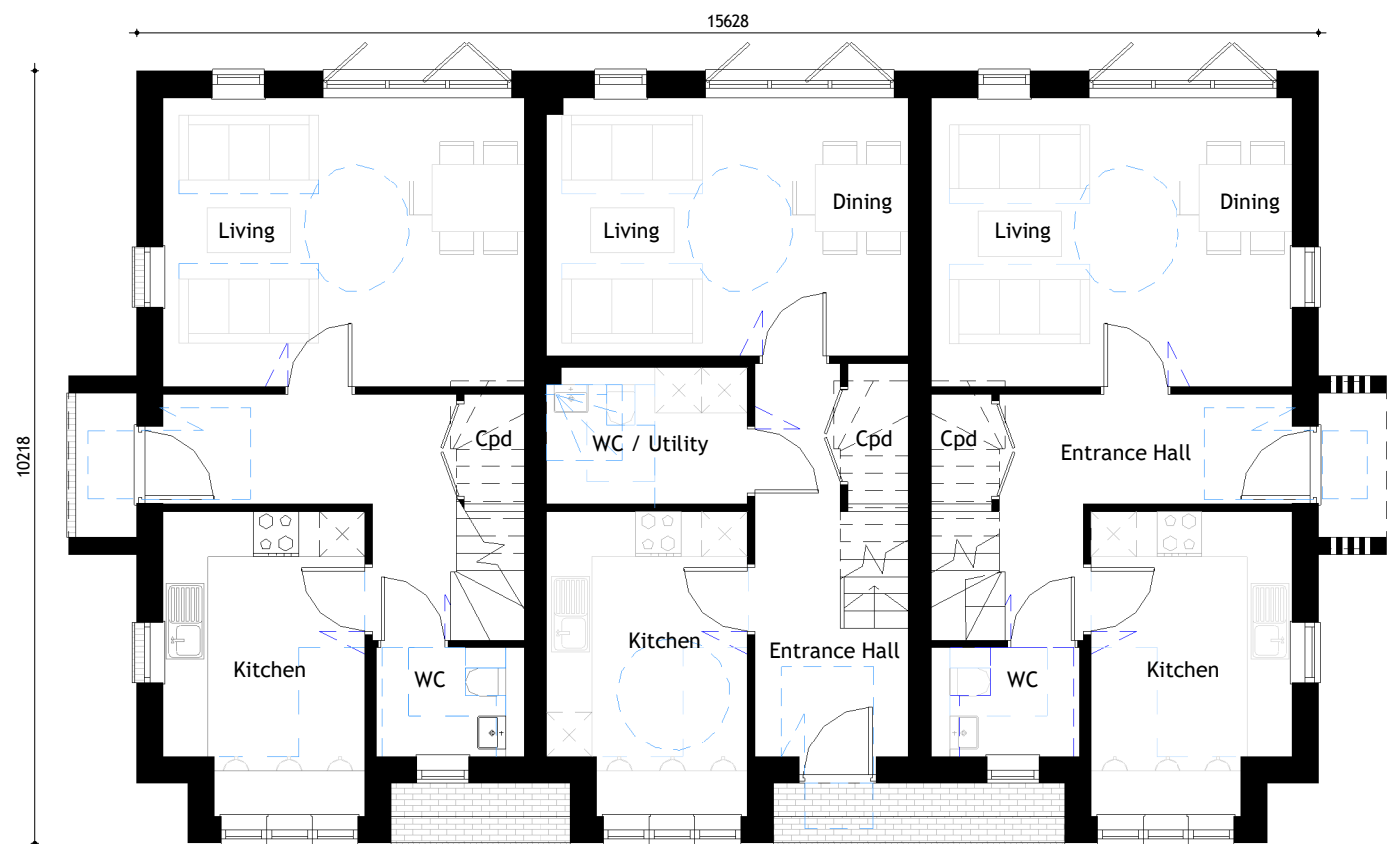 15628
10218
Living
Living
Dining
Living
Dining
Cpd
WC / Utility
Cpd
Cpd
Entrance Hall
Kitchen
WC
Kitchen
Entrance Hall
WC
Kitchen